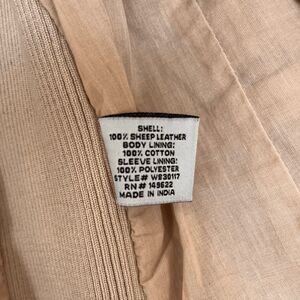 SHELL:
100% SHEEP LEATHER
BODY LINING:
100% COTTON
SLEEVE LINING:
100% POLYESTER
STYLE# W830117
RN# 149622
MADE IN INDIA